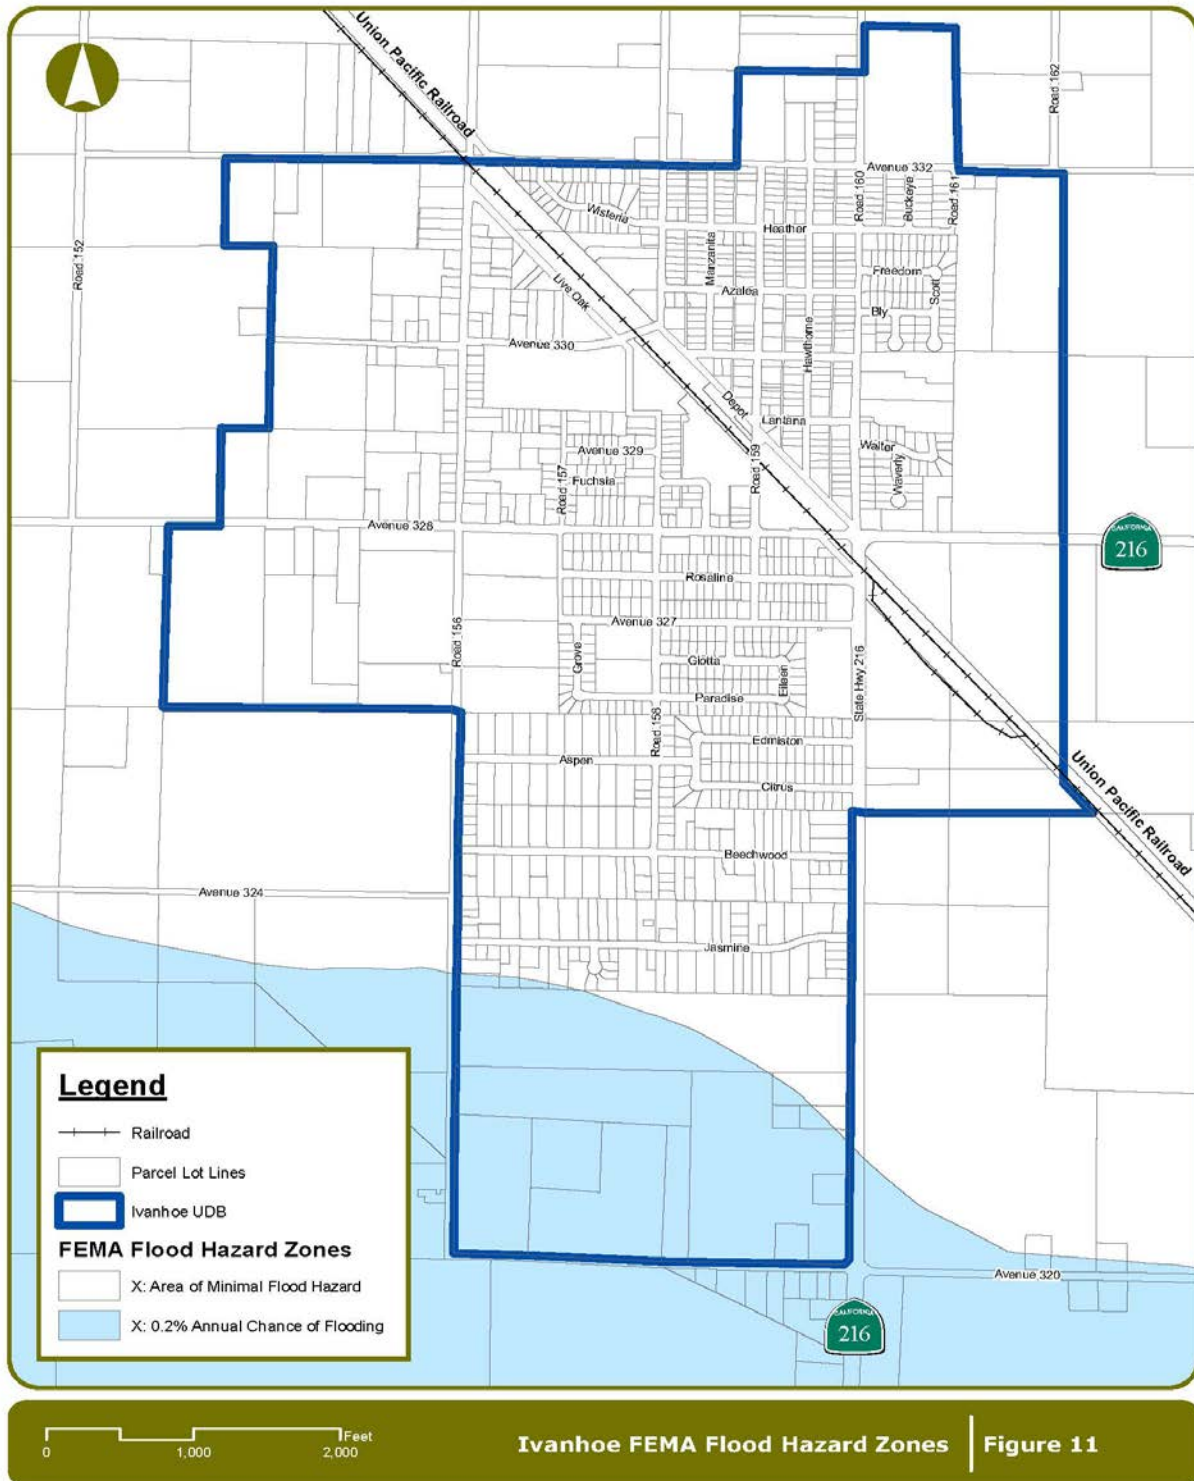 Union Pacific Railroad
Road 162
Road 152
Avenue 332
Road 160
Buckeye
Road 161
Wisteria
Heather
Manzanita
Freedom
Scott
Live Oak
Azalea
Bly
Avenue 330
Hawthorne
Depot
Lantana
Walter
Waverly
Avenue 329
Road 159
Road 157
Fuchsia
Avenue 328
CALIFORNIA
216
Rosaline
Avenue 327
Road 156
Grove
Giotta
Eileen
State Hwy 216
Paradise
Road 158
Edmiston
Aspen
Citrus
Union Pacific Railroad
Beechwood
Avenue 324
Jasmine
Avenue 320
CALIFORNIA
216
Legend
Railroad
Parcel Lot Lines
Ivanhoe UDB
FEMA Flood Hazard Zones
X: Area of Minimal Flood Hazard
X: 0.2% Annual Chance of Flooding
Feet
0 1,000 2,000
Ivanhoe FEMA Flood Hazard Zones Figure 11